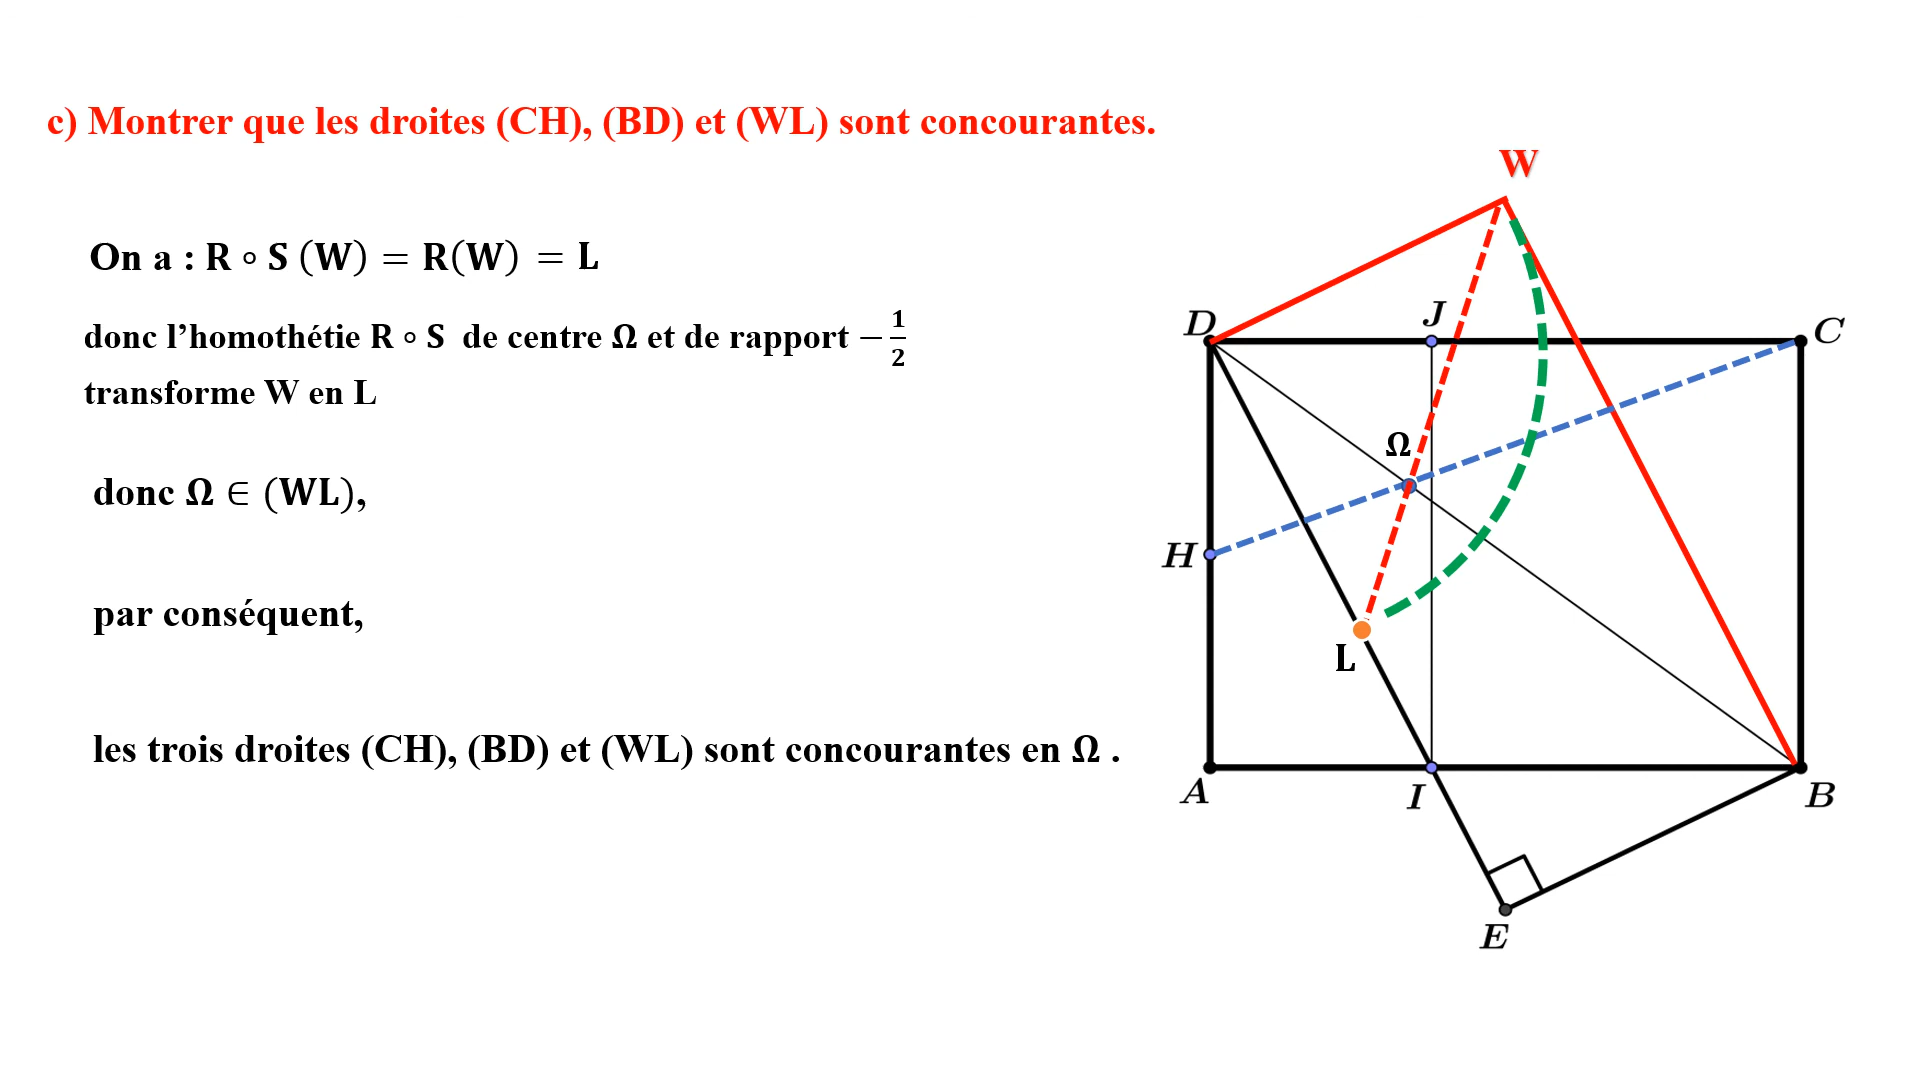 c) Montrer que les droites (CH), (BD) et (WL) sont concourantes.
On a : R ∘ S (W) = R(W) = L
donc l’homothétie R ∘ S de centre Ω et de rapport − 1/2
transforme W en L
donc Ω ∈ (WL),
par conséquent,
les trois droites (CH), (BD) et (WL) sont concourantes en Ω .
W
D
J
C
Ω
H
L
A
I
B
E